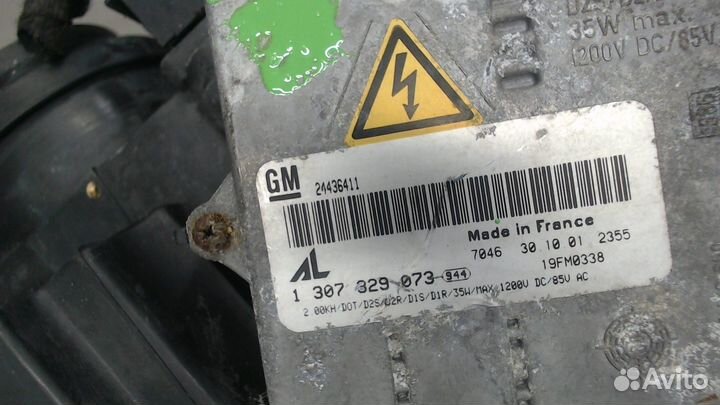 35W max.
1200V DC/85V
GM 24436411
Made in France
7046 30.10.01 2355
19FM0338
AL
1 307 329 073 944
2.00KH/DOT/D2S/D2R/D1S/D1R/35W/MAX 1200V DC/85V AC
Avito